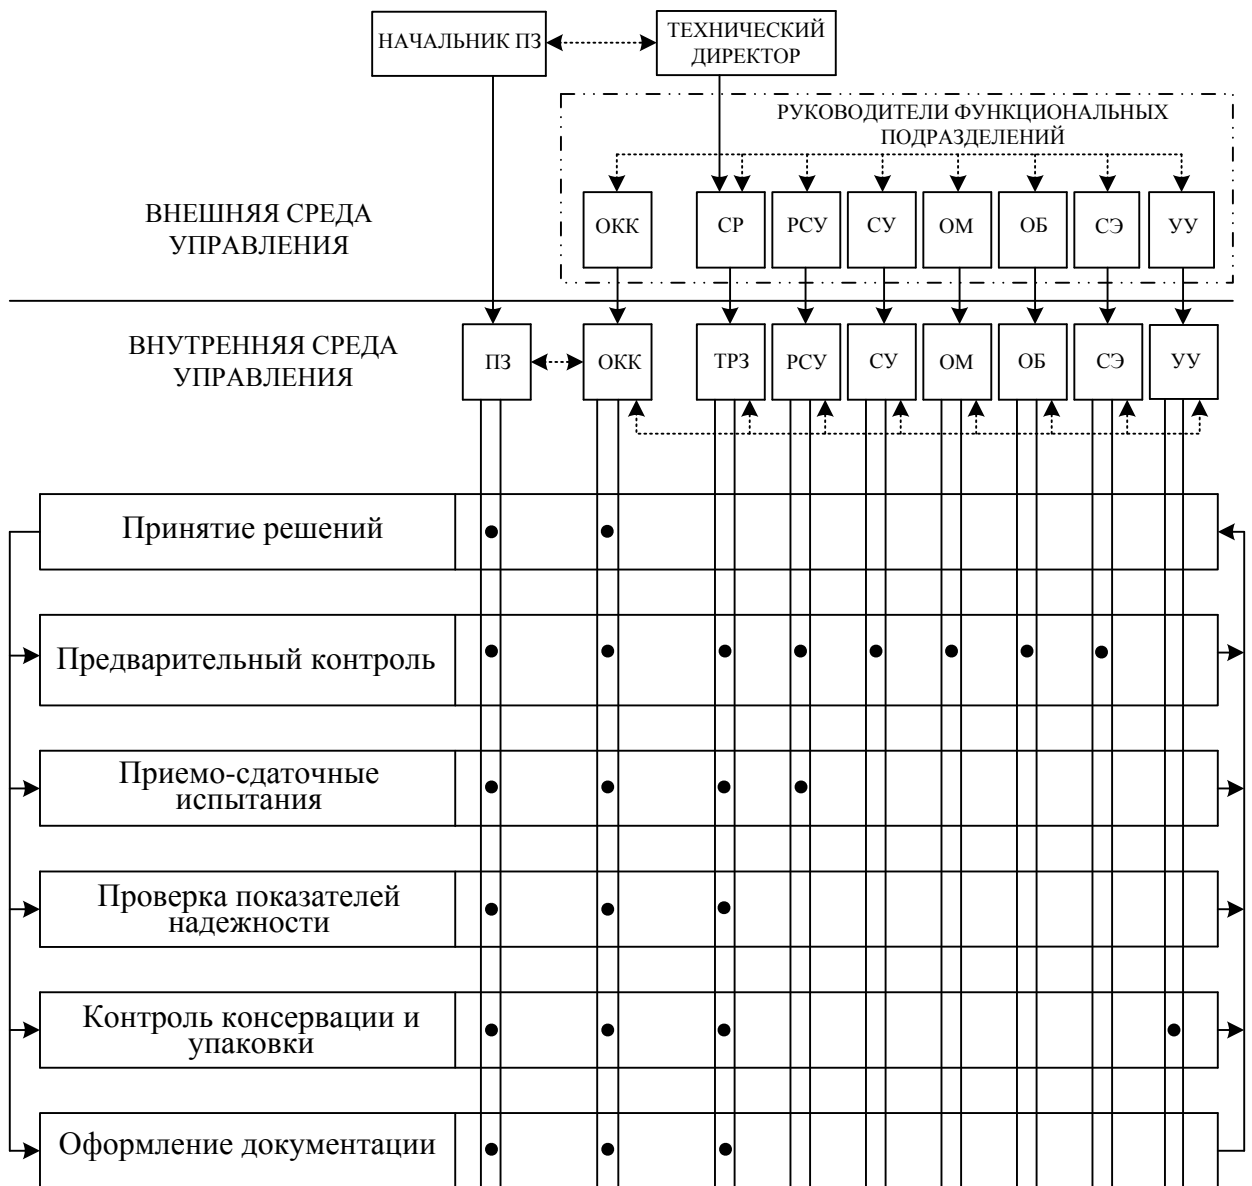 НАЧАЛЬНИК ПЗ
ТЕХНИЧЕСКИЙ
ДИРЕКТОР
РУКОВОДИТЕЛИ ФУНКЦИОНАЛЬНЫХ
ПОДРАЗДЕЛЕНИЙ
ВНЕШНЯЯ СРЕДА
УПРАВЛЕНИЯ
ОКК СР РСУ СУ ОМ ОБ СЭ УУ
ВНУТРЕННЯЯ СРЕДА
УПРАВЛЕНИЯ
ПЗ ОКК ТРЗ РСУ СУ ОМ ОБ СЭ УУ
Принятие решений
Предварительный контроль
Приемо-сдаточные
испытания
Проверка показателей
надежности
Контроль консервации и
упаковки
Оформление документации